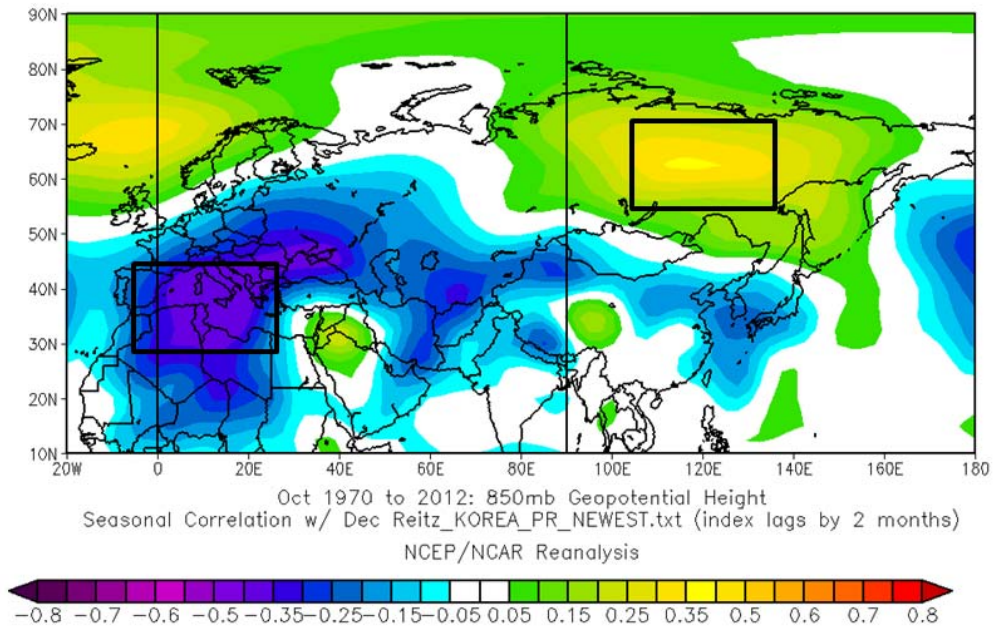 90N
80N
70N
60N
50N
40N
30N
20N
10N
20W 0 20E 40E 60E 80E 100E 120E 140E 160E 180
Oct 1970 to 2012: 850mb Geopotential Height
Seasonal Correlation w/ Dec Reitz_KOREA_PR_NEWEST.txt (index lags by 2 months)
NCEP/NCAR Reanalysis
-0.8 -0.7 -0.6 -0.5 -0.35 -0.25 -0.15 -0.05 0.05 0.15 0.25 0.35 0.5 0.6 0.7 0.8